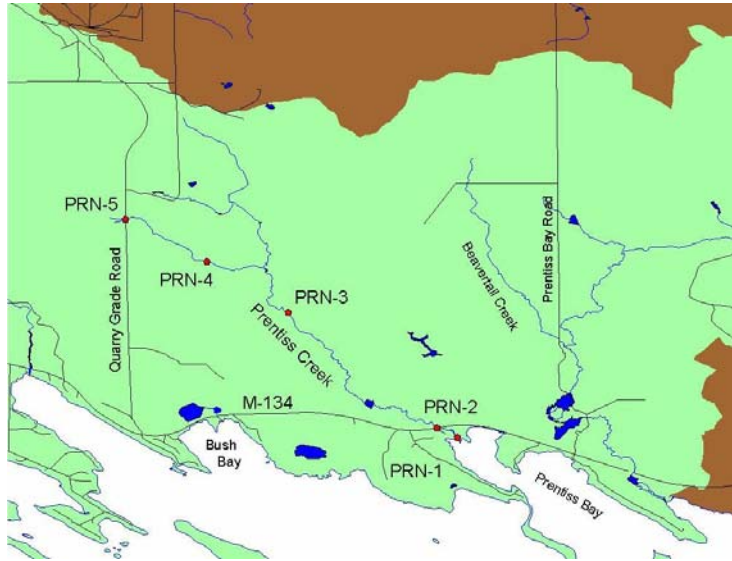 PRN-5
PRN-4
Quarry Grade Road
PRN-3
Prentiss Creek
Beavertail Creek
Prentiss Bay Road
M-134
PRN-2
Bush
Bay
PRN-1
Prentiss Bay